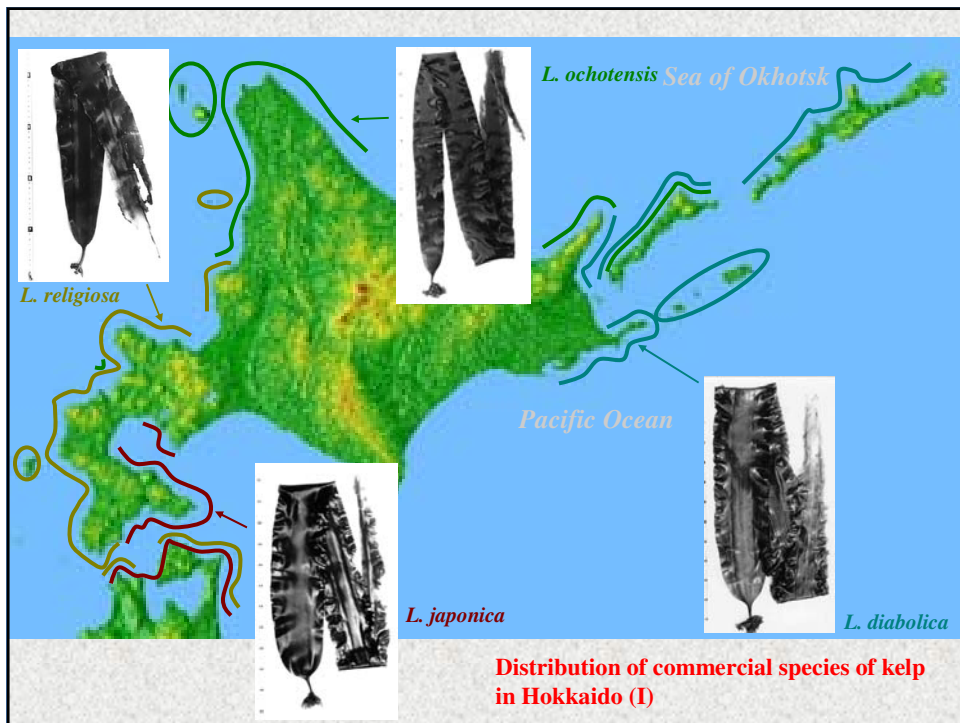 L. ochotensis
Sea of Okhotsk
L. religiosa
Pacific Ocean
L. japonica
L. diabolica
Distribution of commercial species of kelp
in Hokkaido (I)